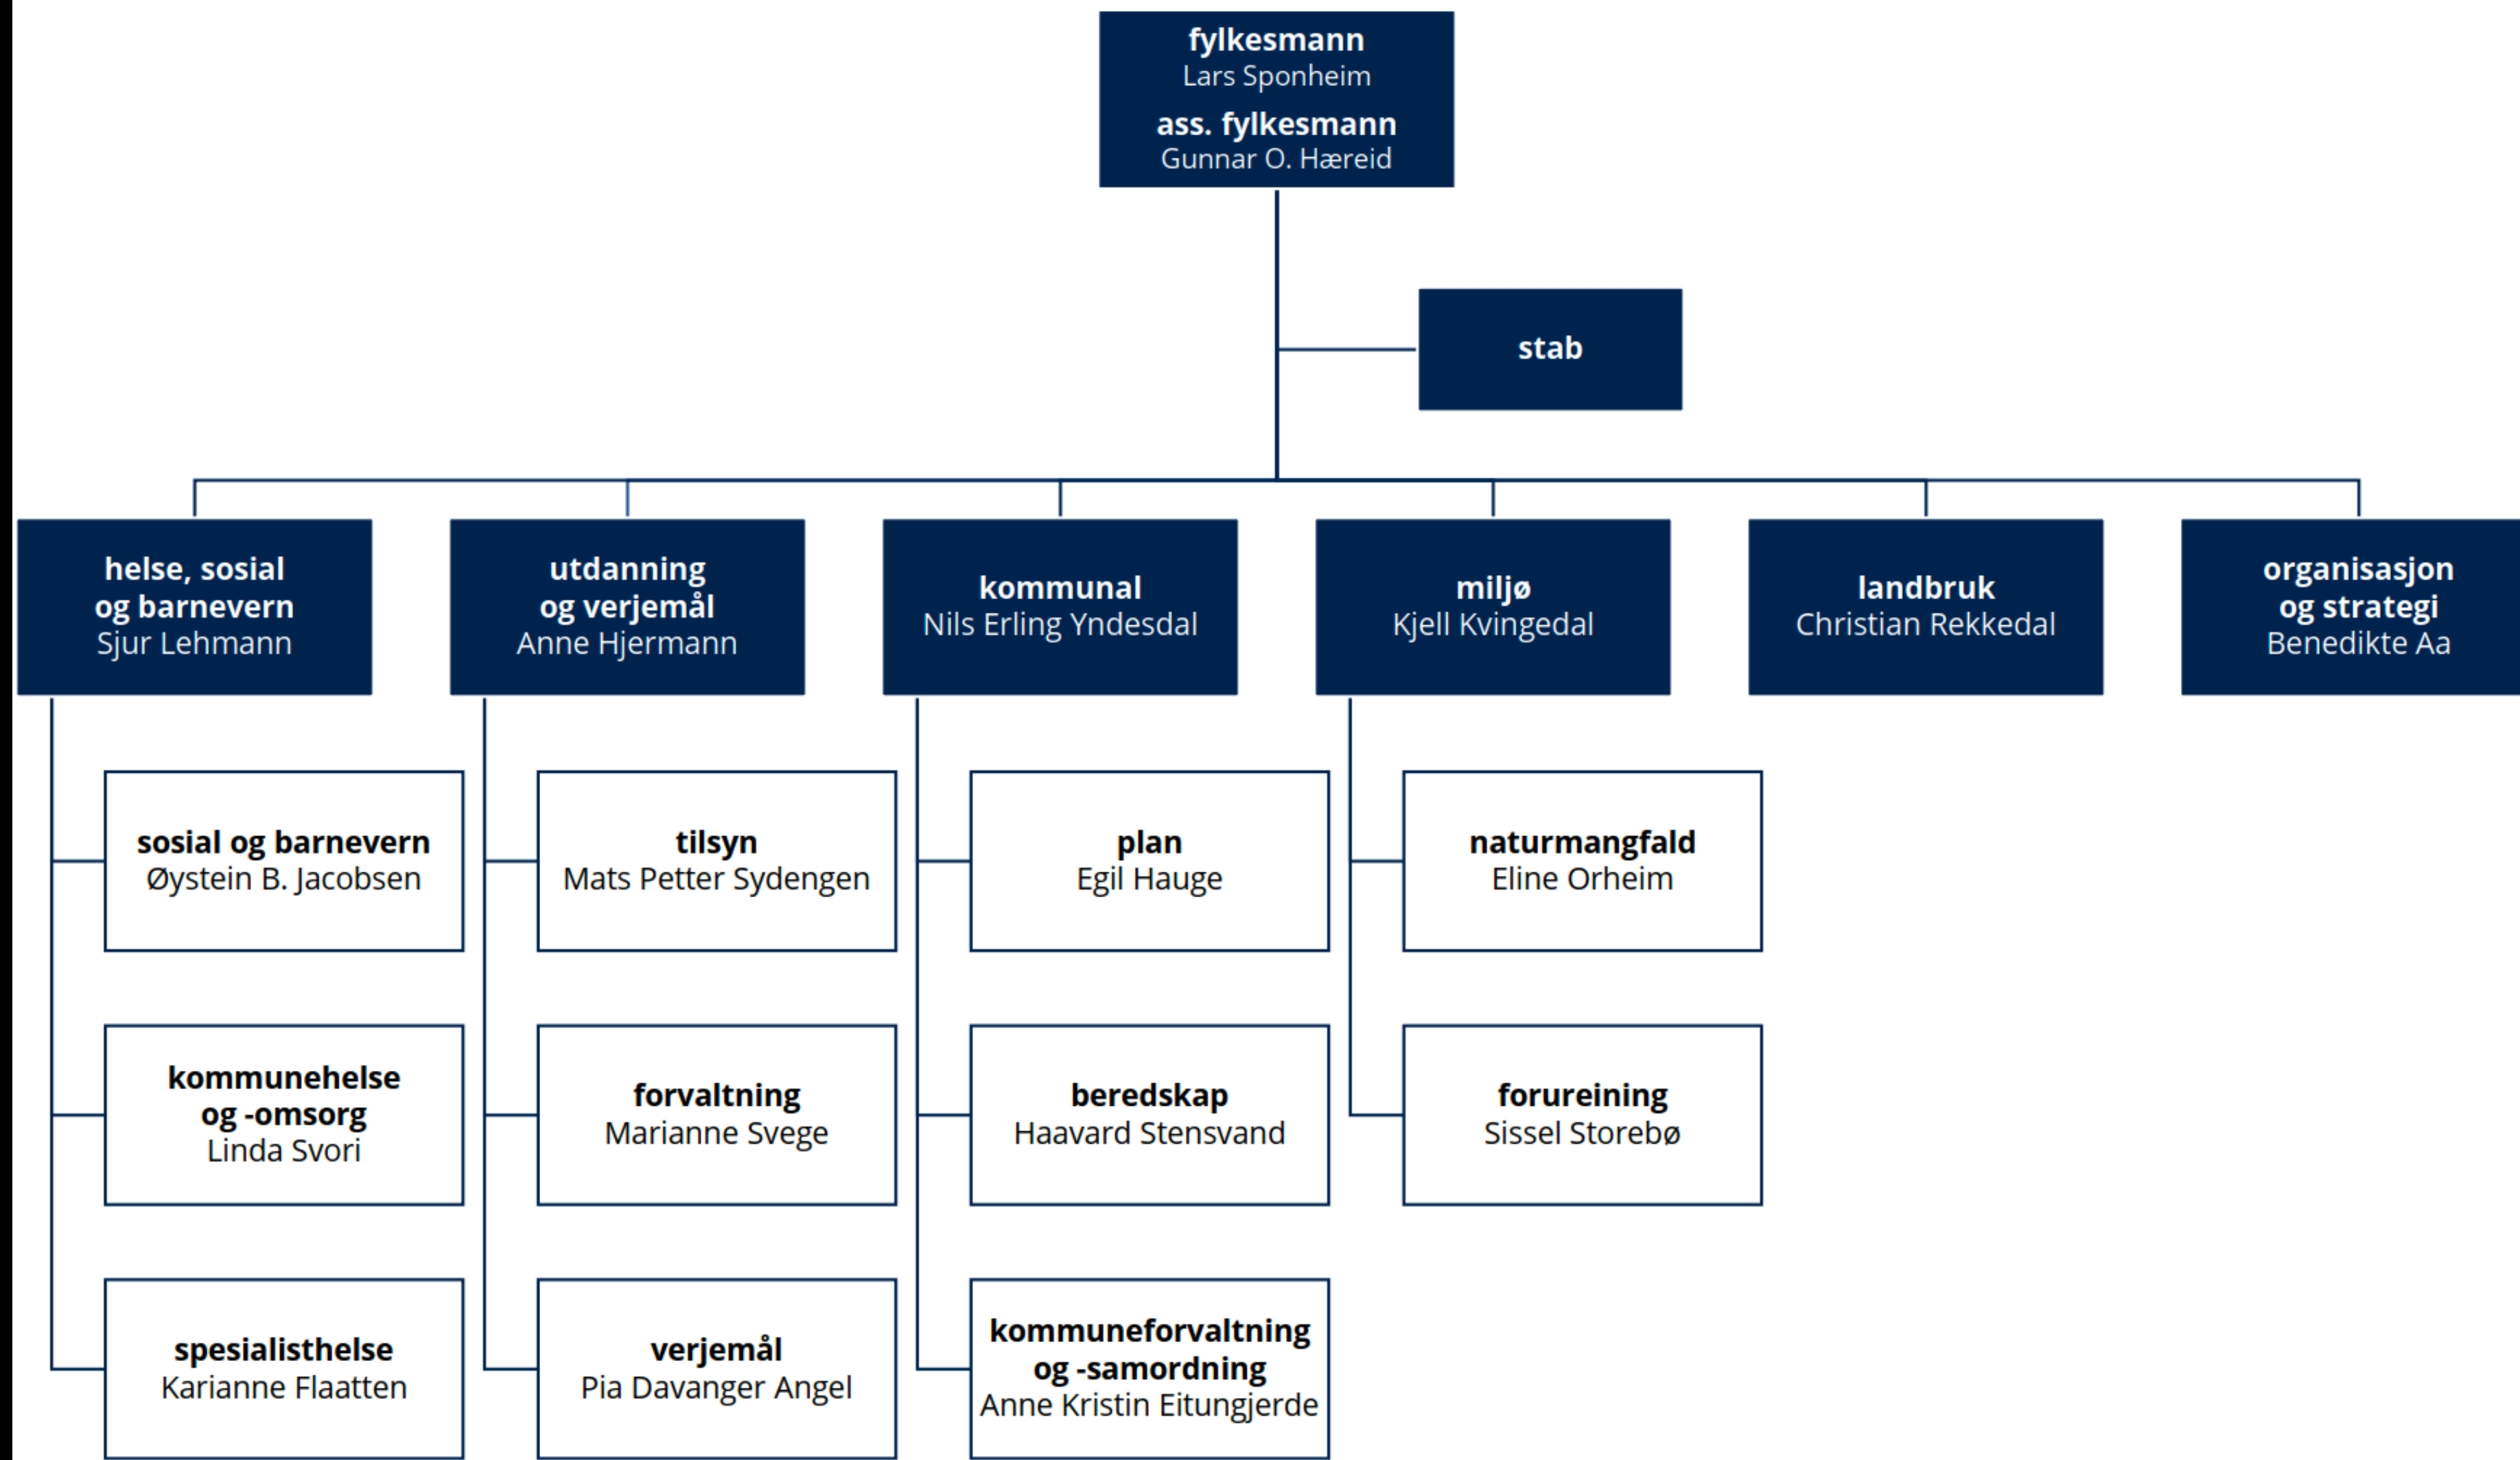 fylkesmann
Lars Sponheim
ass. fylkesmann
Gunnar O. Hæreid
stab
helse, sosial
og barnevern
Sjur Lehmann
utdanning
og verjemål
Anne Hjermann
kommunal
Nils Erling Yndesdal
miljø
Kjell Kvingedal
landbruk
Christian Rekkedal
organisasjon
og strategi
Benedikte Aa
sosial og barnevern
Øystein B. Jacobsen
tilsyn
Mats Petter Sydengen
plan
Egil Hauge
naturmangfald
Eline Orheim
kommunehelse
og -omsorg
Linda Svori
forvaltning
Marianne Svege
beredskap
Haavard Stensvand
forureining
Sissel Storebø
spesialisthelse
Karianne Flaatten
verjemål
Pia Davanger Angel
kommuneforvaltning
og -samordning
Anne Kristin Eitungjerde